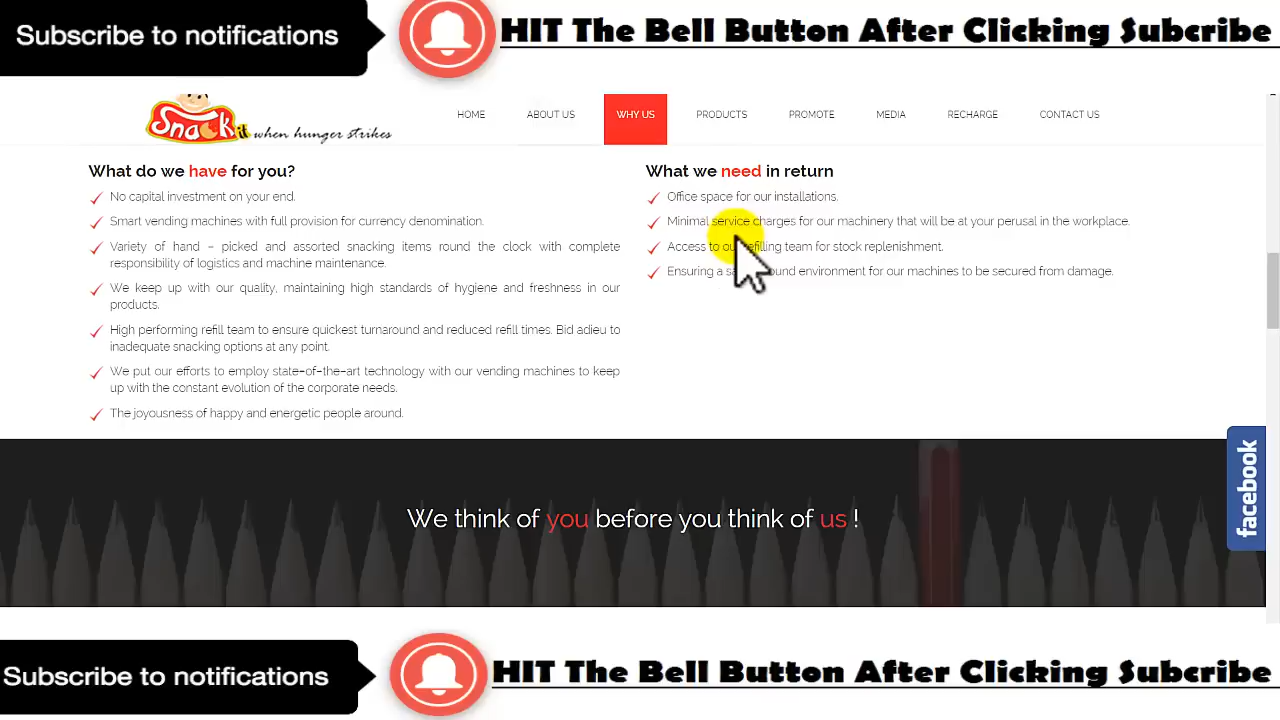 Subscribe to notifications
HIT The Bell Button After Clicking Subcribe
Snack it when hunger strikes
HOME ABOUT US WHY US PRODUCTS PROMOTE MEDIA RECHARGE CONTACT US
What do we have for you?
No capital investment on your end.
Smart vending machines with full provision for currency denomination.
Variety of hand – picked and assorted snacking items round the clock with complete
responsibility of logistics and machine maintenance.
We keep up with our quality, maintaining high standards of hygiene and freshness in our
products.
High performing refill team to ensure quickest turnaround and reduced refill times. Bid adieu to
inadequate snacking options at any point.
We put our efforts to employ state-of-the-art technology with our vending machines to keep
up with the constant evolution of the corporate needs.
The joyousness of happy and energetic people around.
What we need in return
Office space for our installations.
Minimal service charges for our machinery that will be at your perusal in the workplace.
Access to our refilling team for stock replenishment.
Ensuring a environment for our machines to be secured from damage.
We think of you before you think of us !
facebook
Subscribe to notifications
HIT The Bell Button After Clicking Subcribe